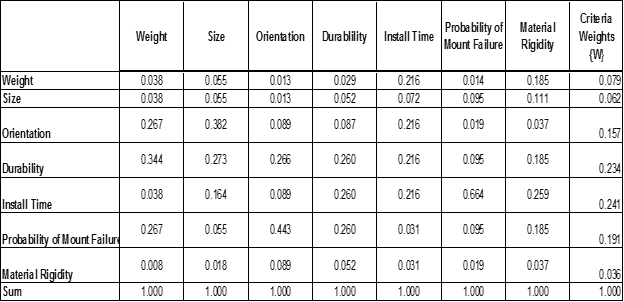 Weight Size Orientation Durablility Install Time Probability of Mount Failure Material Rigidity Criteria Weights {W}
Weight 0.038 0.055 0.013 0.029 0.216 0.014 0.185 0.079
Size 0.038 0.055 0.013 0.052 0.072 0.095 0.111 0.062
Orientation 0.267 0.382 0.089 0.087 0.216 0.019 0.037 0.157
Durability 0.344 0.273 0.266 0.260 0.216 0.095 0.185 0.234
Install Time 0.038 0.164 0.089 0.260 0.216 0.664 0.259 0.241
Probability of Mount Failure 0.267 0.055 0.443 0.260 0.031 0.095 0.185 0.191
Material Rigidity 0.008 0.018 0.089 0.052 0.031 0.019 0.037 0.036
Sum 1.000 1.000 1.000 1.000 1.000 1.000 1.000 1.000